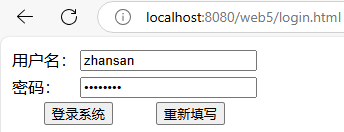 localhost:8080/web5/login.html
用户名： zhansan
密码： ••••••••
登录系统 重新填写